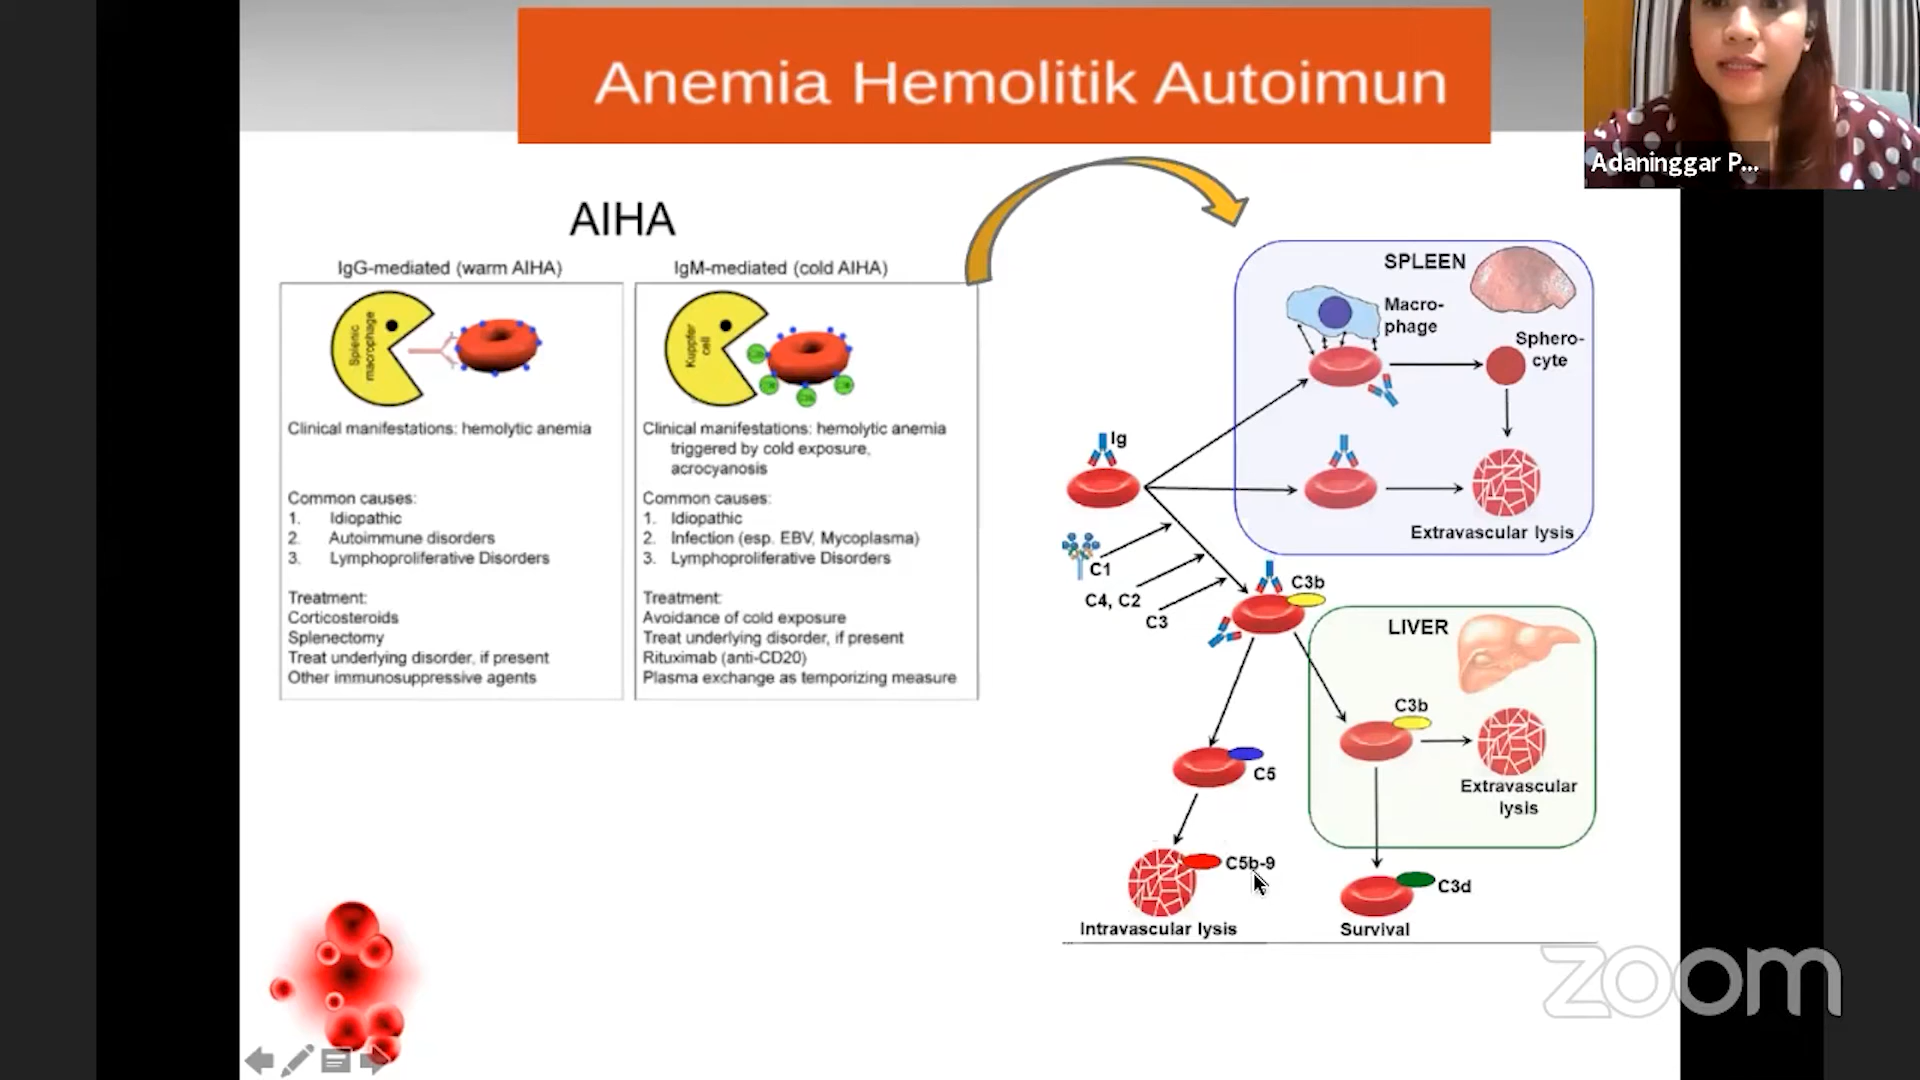 Anemia Hemolitik Autoimun
Adaninggar P...
AIHA
IgG-mediated (warm AIHA)
Splenic
macrophage
Clinical manifestations: hemolytic anemia
Common causes:
1. Idiopathic
2. Autoimmune disorders
3. Lymphoproliferative Disorders
Treatment:
Corticosteroids
Splenectomy
Treat underlying disorder, if present
Other immunosuppressive agents
IgM-mediated (cold AIHA)
Kupffer
cell
Clinical manifestations: hemolytic anemia
triggered by cold exposure,
acrocyanosis
Common causes:
1. Idiopathic
2. Infection (esp. EBV, Mycoplasma)
3. Lymphoproliferative Disorders
Treatment:
Avoidance of cold exposure
Treat underlying disorder, if present
Rituximab (anti-CD20)
Plasma exchange as temporizing measure
SPLEEN
Macro-
phage
Sphero-
cyte
Ig
Extravascular lysis
C1
C4, C2
C3
C3b
LIVER
C3b
Extravascular
lysis
C5
C5b-9
Intravascular lysis
C3d
Survival
zoom